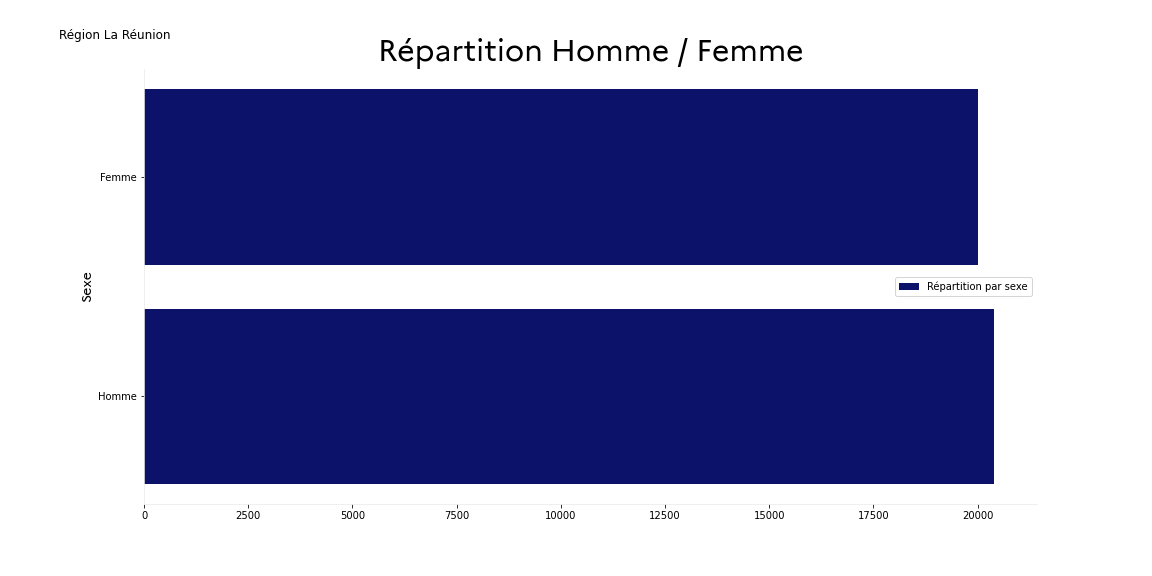 Région La Réunion
Répartition Homme / Femme
Femme
Sexe
Répartition par sexe
Homme
0 2500 5000 7500 10000 12500 15000 17500 20000